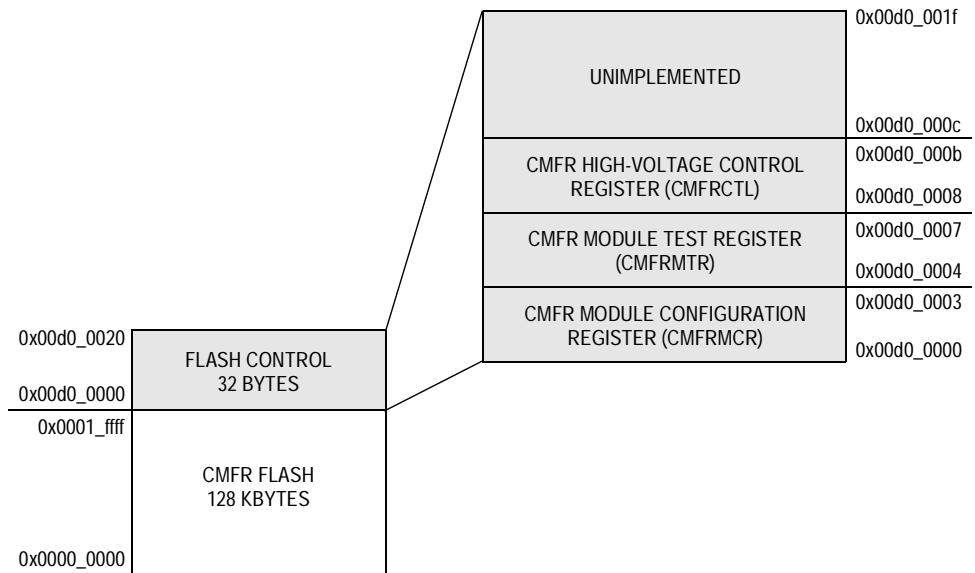 0x00d0_001f
UNIMPLEMENTED
0x00d0_000c
0x00d0_000b
CMFR HIGH-VOLTAGE CONTROL
REGISTER (CMFRCTL)
0x00d0_0008
0x00d0_0007
CMFR MODULE TEST REGISTER
(CMFRMTR)
0x00d0_0004
0x00d0_0003
CMFR MODULE CONFIGURATION
REGISTER (CMFRMCR)
0x00d0_0000
0x00d0_0020
FLASH CONTROL
32 BYTES
0x00d0_0000
0x0001_ffff
CMFR FLASH
128 KBYTES
0x0000_0000